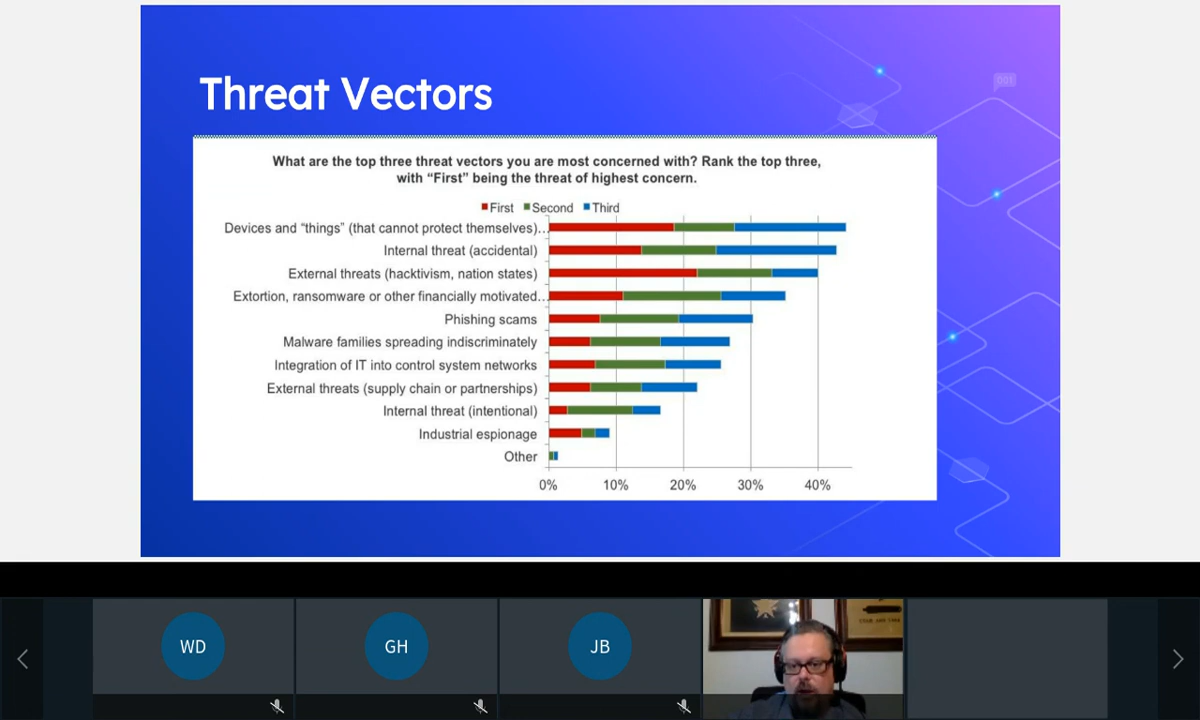 Threat Vectors
What are the top three threat vectors you are most concerned with? Rank the top three,
with “First” being the threat of highest concern.
First Second Third
Devices and “things” (that cannot protect themselves)...
Internal threat (accidental)
External threats (hacktivism, nation states)
Extortion, ransomware or other financially motivated...
Phishing scams
Malware families spreading indiscriminately
Integration of IT into control system networks
External threats (supply chain or partnerships)
Internal threat (intentional)
Industrial espionage
Other
0% 10% 20% 30% 40%
WD GH JB